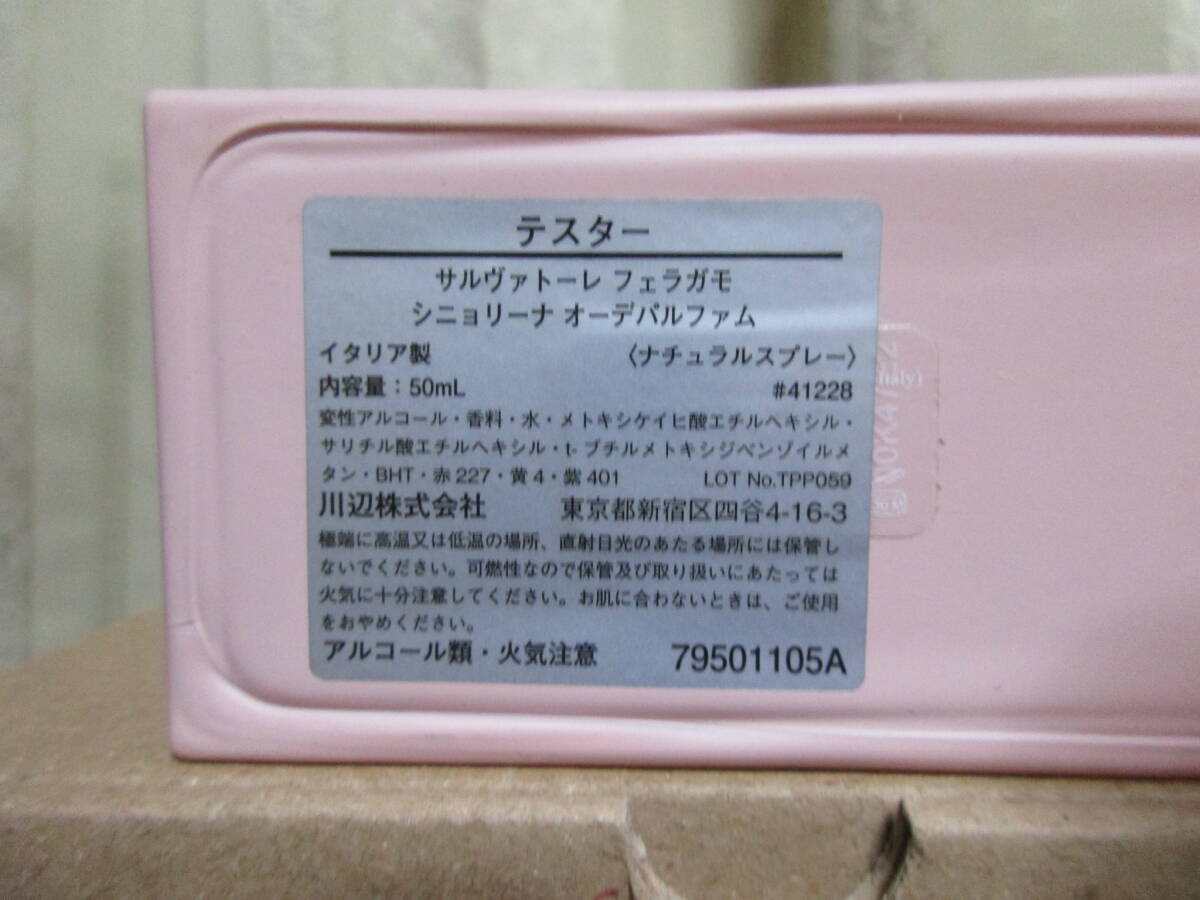 テスター
サルヴァトーレ フェラガモ
シニョリーナ オーデパルファム
イタリア製 〈ナチュラルスプレー〉
内容量：50mL #41228
変性アルコール・香料・水・メトキシケイヒ酸エチルヘキシル・
サリチル酸エチルヘキシル・t- ブチルメトキシジベンゾイルメ
タン・BHT・赤227・黄4・紫401 LOT No.TPP059
川辺株式会社 東京都新宿区四谷4-16-3
極端に高温又は低温の場所、直射日光のあたる場所には保管し
ないでください。可燃性なので保管及び取り扱いにあたっては
火気に十分注意してください。お肌に合わないときは、ご使用
をおやめください。
アルコール類・火気注意 79501105A